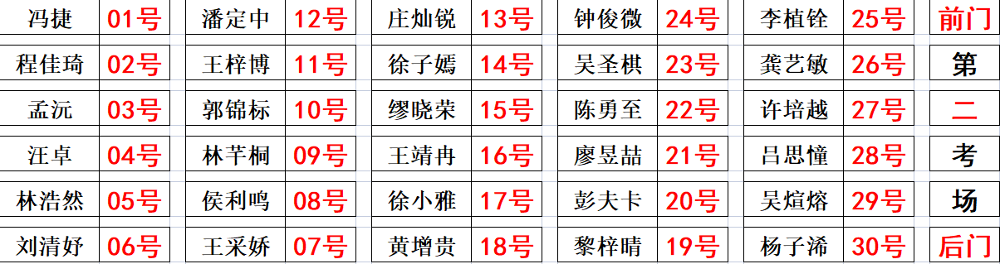 冯捷 01号 潘定中 12号 庄灿锐 13号 钟俊微 24号 李植铨 25号 前门
程佳琦 02号 王梓博 11号 徐子嫣 14号 吴圣棋 23号 龚艺敏 26号 第
孟沅 03号 郭锦标 10号 缪晓荣 15号 陈勇至 22号 许培越 27号 二
汪卓 04号 林芊桐 09号 王靖冉 16号 廖昱喆 21号 吕思憧 28号 考
林浩然 05号 侯利鸣 08号 徐小雅 17号 彭夫卡 20号 吴煊熔 29号 场
刘清妤 06号 王采娇 07号 黄增贵 18号 黎梓晴 19号 杨子浠 30号 后门